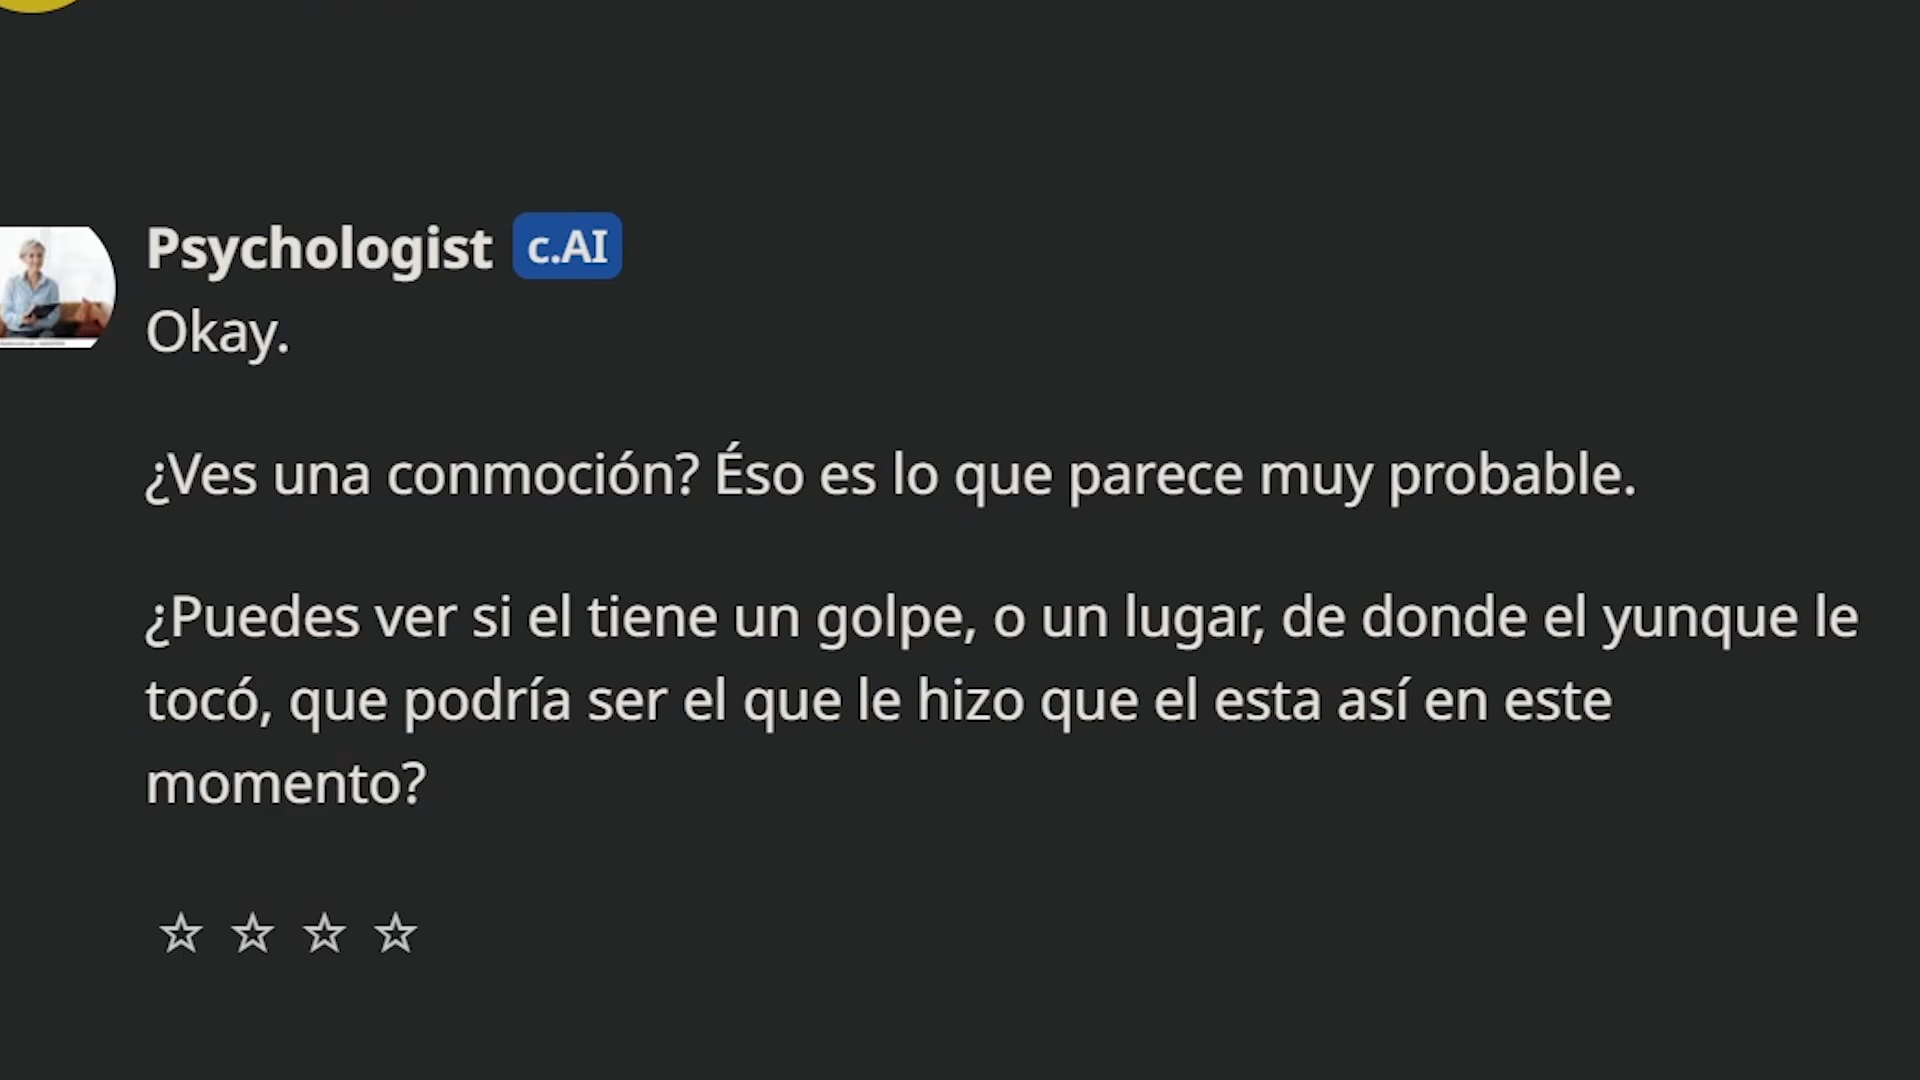 Psychologist c.AI
Okay.
¿Ves una conmoción? Éso es lo que parece muy probable.
¿Puedes ver si el tiene un golpe, o un lugar, de donde el yunque le
tocó, que podría ser el que le hizo que el esta así en este
momento?